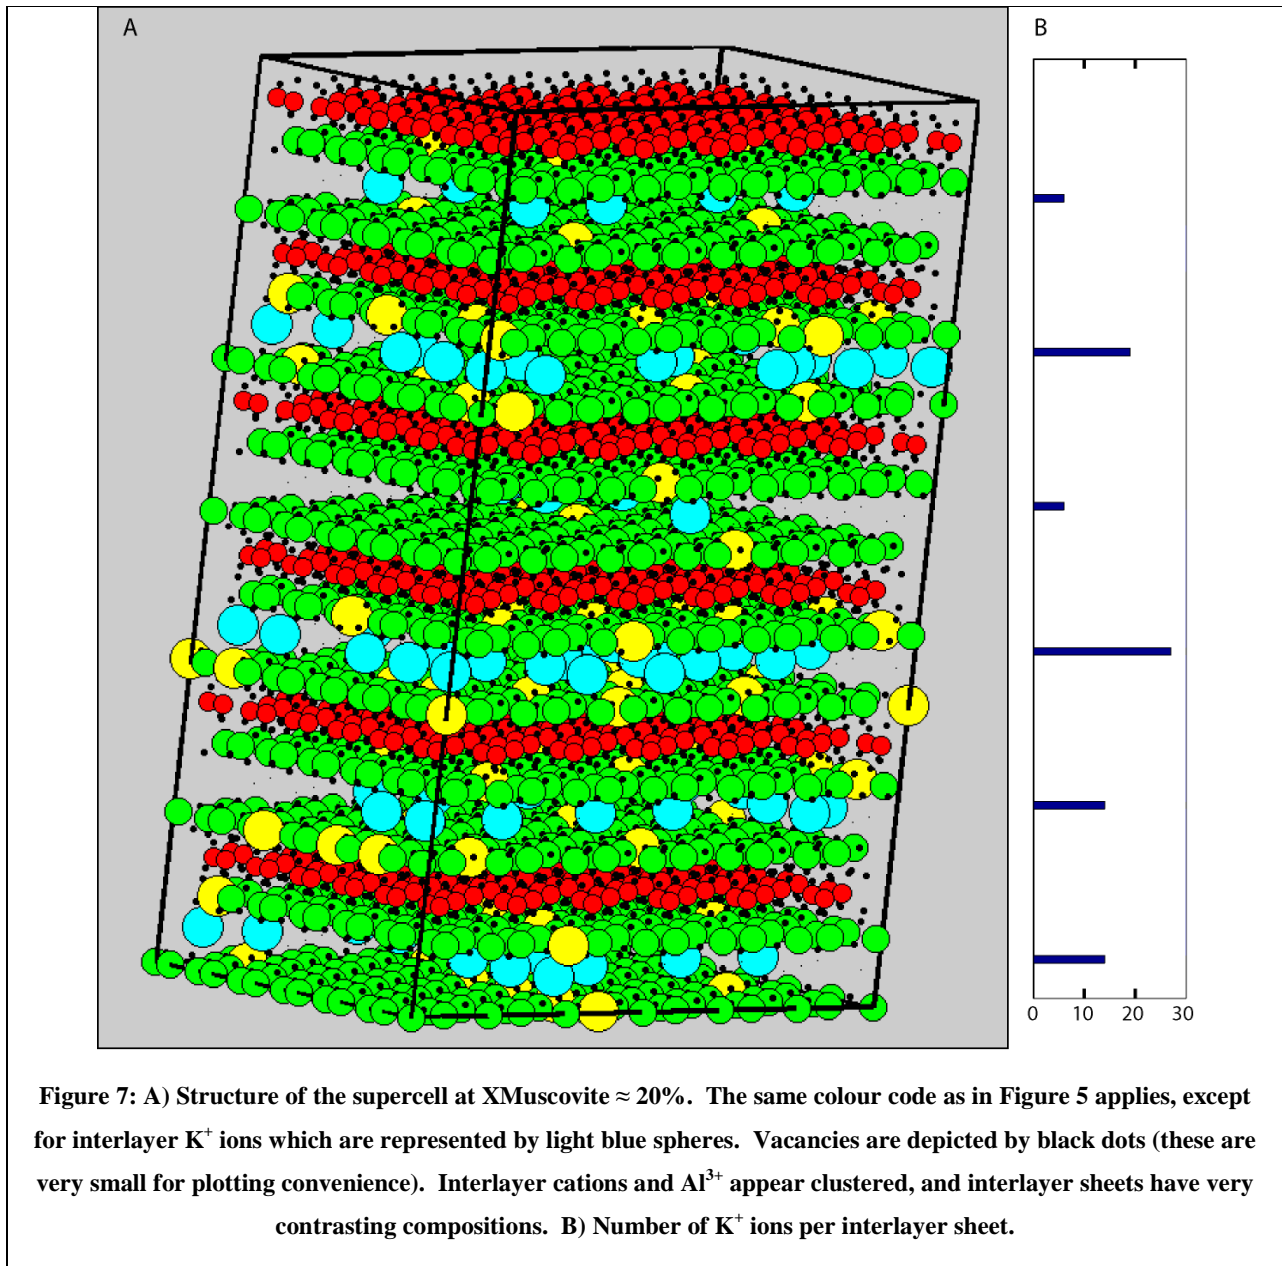 A
B
0 10 20 30
Figure 7: A) Structure of the supercell at XMuscovite ≈ 20%. The same colour code as in Figure 5 applies, except
for interlayer K⁺ ions which are represented by light blue spheres. Vacancies are depicted by black dots (these are
very small for plotting convenience). Interlayer cations and Al³⁺ appear clustered, and interlayer sheets have very
contrasting compositions. B) Number of K⁺ ions per interlayer sheet.